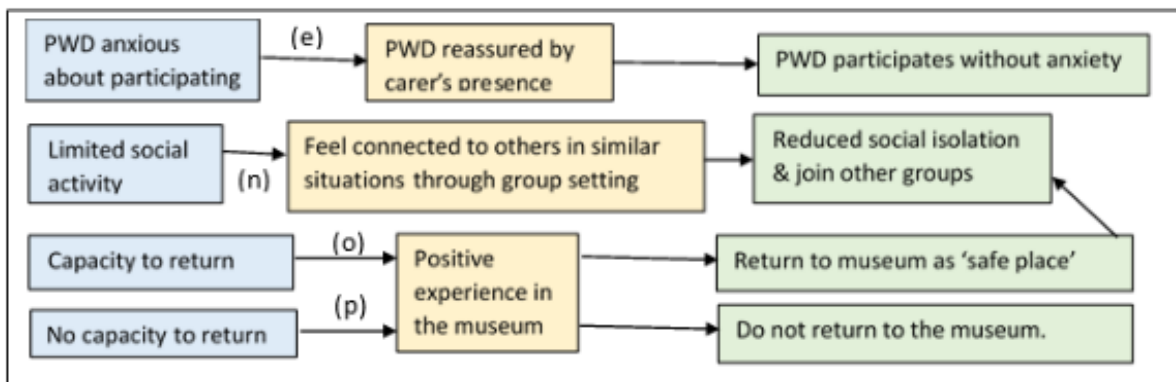 PWD anxious
about participating
(e)
PWD reassured by
carer's presence
PWD participates without anxiety
Limited social
activity
(n)
Feel connected to others in similar
situations through group setting
Reduced social isolation
& join other groups
Capacity to return
(o)
Positive
experience in
the museum
Return to museum as 'safe place'
No capacity to return
(p)
Do not return to the museum.